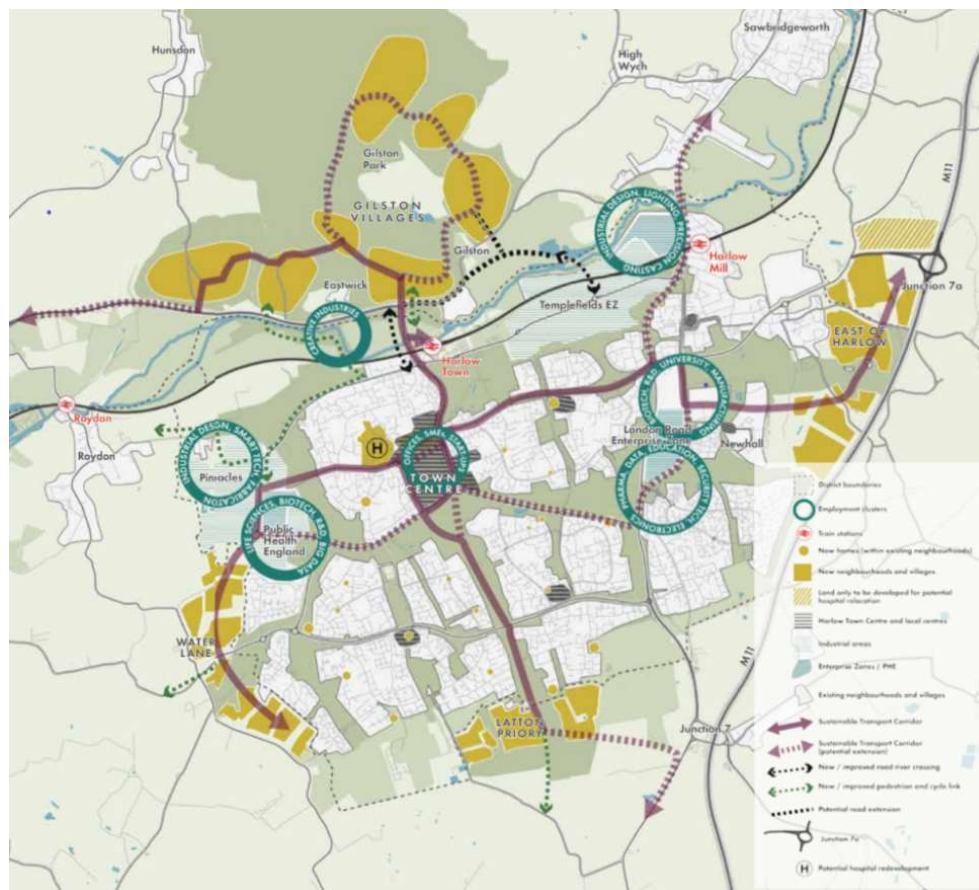 Hunsdon
Sawbridgeworth
High
Wych
Gilston
Park
GILSTON
VILLAGES
Gilston
Eastwick
INDUSTRIAL DESIGN, LIGHTING, PRECISION CASTING
Harlow
Mill
M11
Junction 7a
Templefields EZ
EAST OF
HARLOW
CREATIVE INDUSTRIES
Harlow
Town
Roydon
Roydon
INDUSTRIAL DESIGN, SMART TECH, FABRICATION
Pinnacles
H
OFFICES, SMEs, START-UPS
TOWN
CENTRE
MEDTECH, R&D, UNIVERSITY, MANUFACTURING
London Road
Enterprise Zone
Newhall
PHARMA, DATA, EDUCATION, SECURITY TECH, ELECTRONICS
LIFE SCIENCES, BIOTECH, R&D, BIG DATA
Public
Health
England
WATER
LANE
LATTON
PRIORY
Junction 7
M11
District boundaries
Employment clusters
Train stations
New homes (within existing neighbourhoods)
New neighbourhoods and villages
Land only to be developed for potential
hospital relocation
Harlow Town Centre and local centres
Industrial areas
Enterprise Zones / PHE
Existing neighbourhoods and villages
Sustainable Transport Corridor
Sustainable Transport Corridor
(potential extension)
New / improved road river crossing
New / improved pedestrian and cycle link
Potential road extension
Junction 7a
H
Potential hospital redevelopment